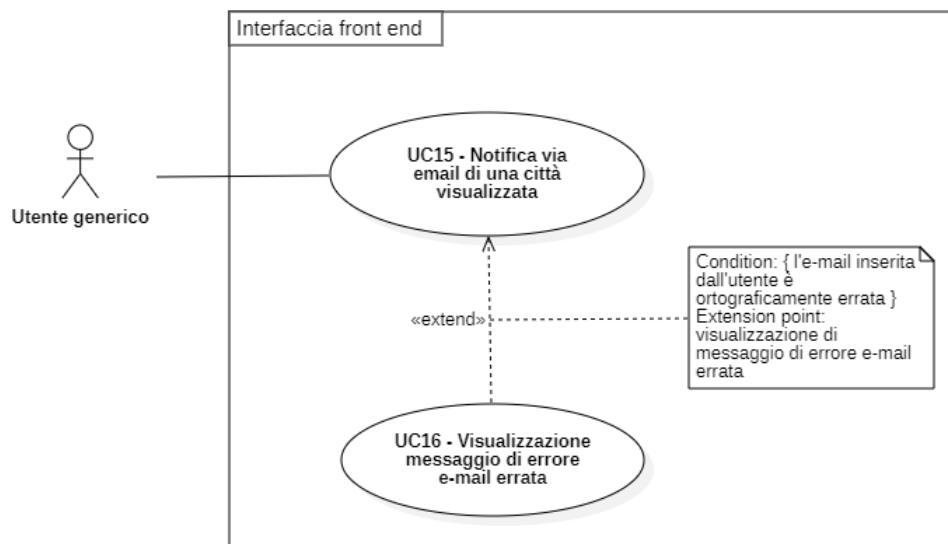 Interfaccia front end
UC15 - Notifica via
email di una città
visualizzata
Utente generico
Condition: { l'e-mail inserita
dall'utente è
ortograficamente errata }
Extension point:
visualizzazione di
messaggio di errore e-mail
errata
«extend»
UC16 - Visualizzazione
messaggio di errore
e-mail errata